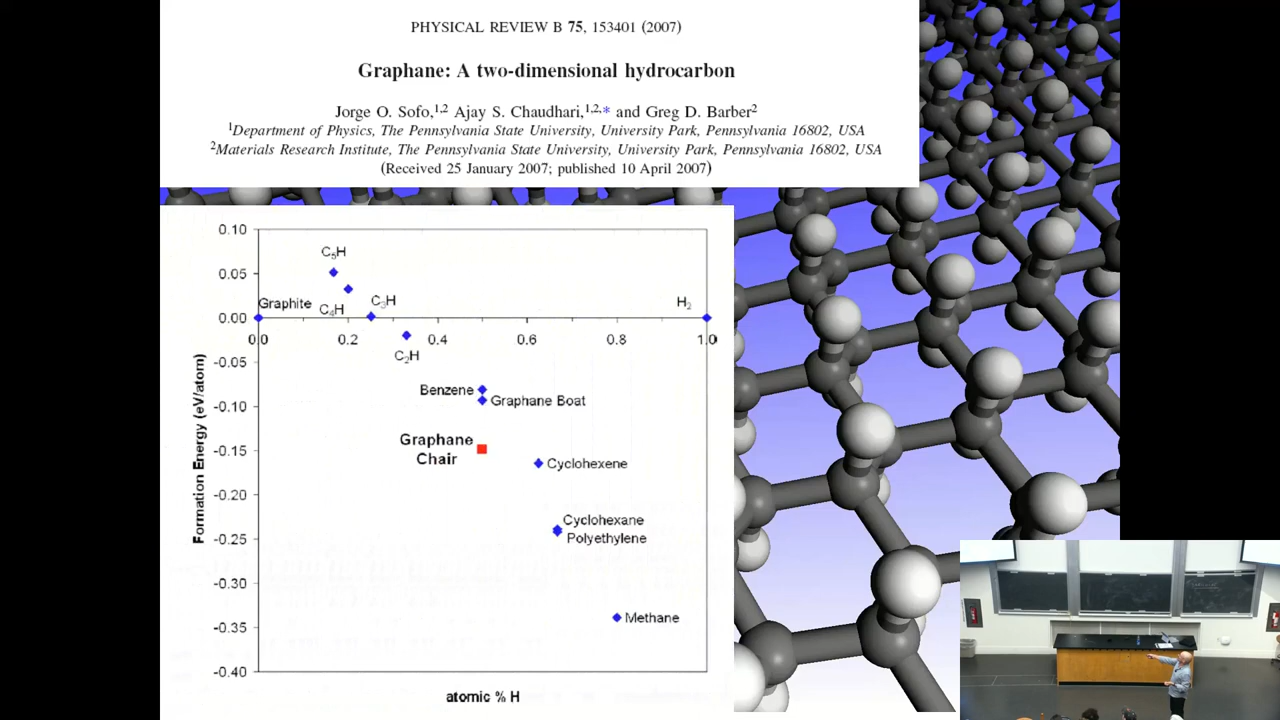 PHYSICAL REVIEW B 75, 153401 (2007)
Graphane: A two-dimensional hydrocarbon
Jorge O. Sofo,1,2 Ajay S. Chaudhari,1,2,* and Greg D. Barber2
1Department of Physics, The Pennsylvania State University, University Park, Pennsylvania 16802, USA
2Materials Research Institute, The Pennsylvania State University, University Park, Pennsylvania 16802, USA
(Received 25 January 2007; published 10 April 2007)
0.10
C5H
0.05
Graphite
C4H
C3H
H2
0.00
0.0
0.2
0.4
0.6
0.8
1.0
C2H
-0.05
Benzene
-0.10
Graphane Boat
Graphane
Chair
-0.15
Cyclohexene
-0.20
Cyclohexane
Polyethylene
-0.25
-0.30
Methane
-0.35
-0.40
Formation Energy (eV/atom)
atomic % H